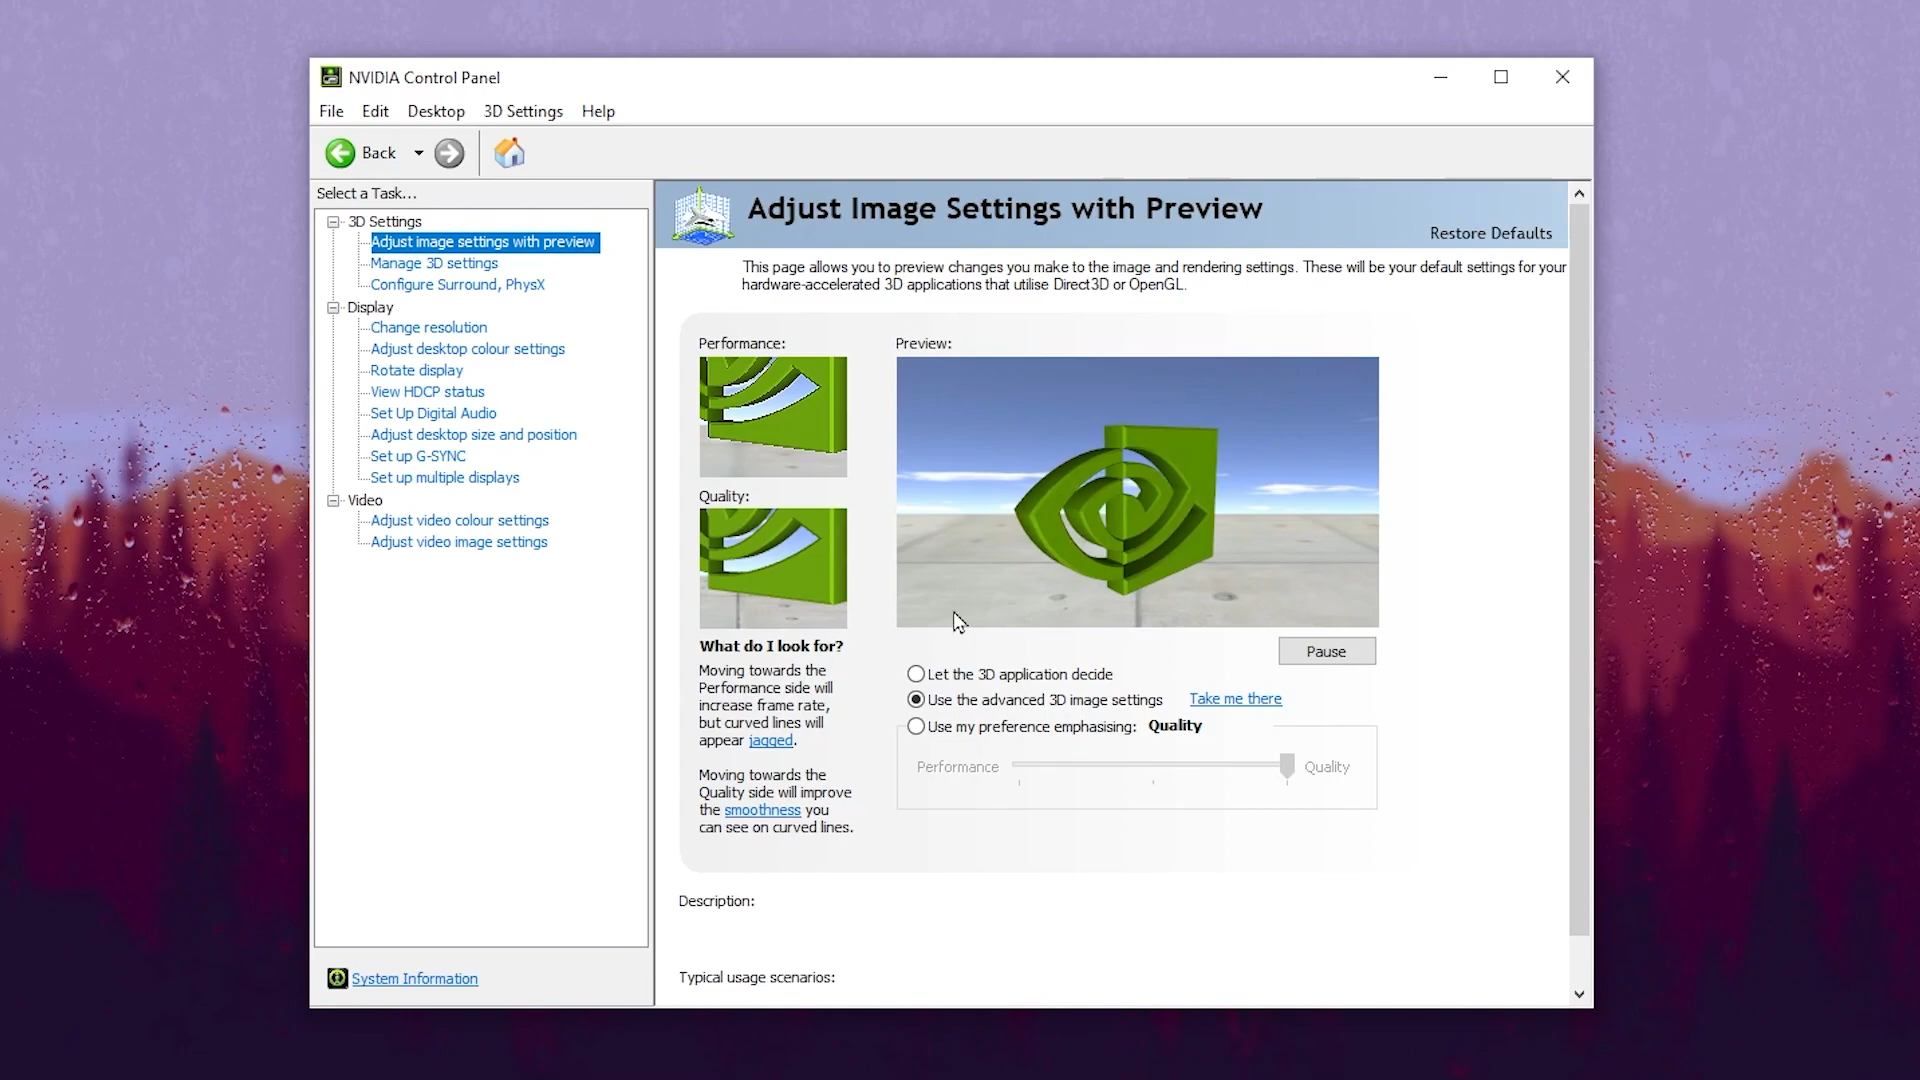 NVIDIA Control Panel
File Edit Desktop 3D Settings Help
Back
Select a Task...
3D Settings
Adjust image settings with preview
Manage 3D settings
Configure Surround, PhysX
Display
Change resolution
Adjust desktop colour settings
Rotate display
View HDCP status
Set Up Digital Audio
Adjust desktop size and position
Set up G-SYNC
Set up multiple displays
Video
Adjust video colour settings
Adjust video image settings
System Information
Adjust Image Settings with Preview
Restore Defaults
This page allows you to preview changes you make to the image and rendering settings. These will be your default settings for your
hardware-accelerated 3D applications that utilise Direct3D or OpenGL.
Performance:
Quality:
What do I look for?
Moving towards the
Performance side will
increase frame rate,
but curved lines will
appear jagged.
Moving towards the
Quality side will improve
the smoothness you
can see on curved lines.
Preview:
Pause
Let the 3D application decide
Use the advanced 3D image settings Take me there
Use my preference emphasising: Quality
Performance Quality
Description:
Typical usage scenarios: